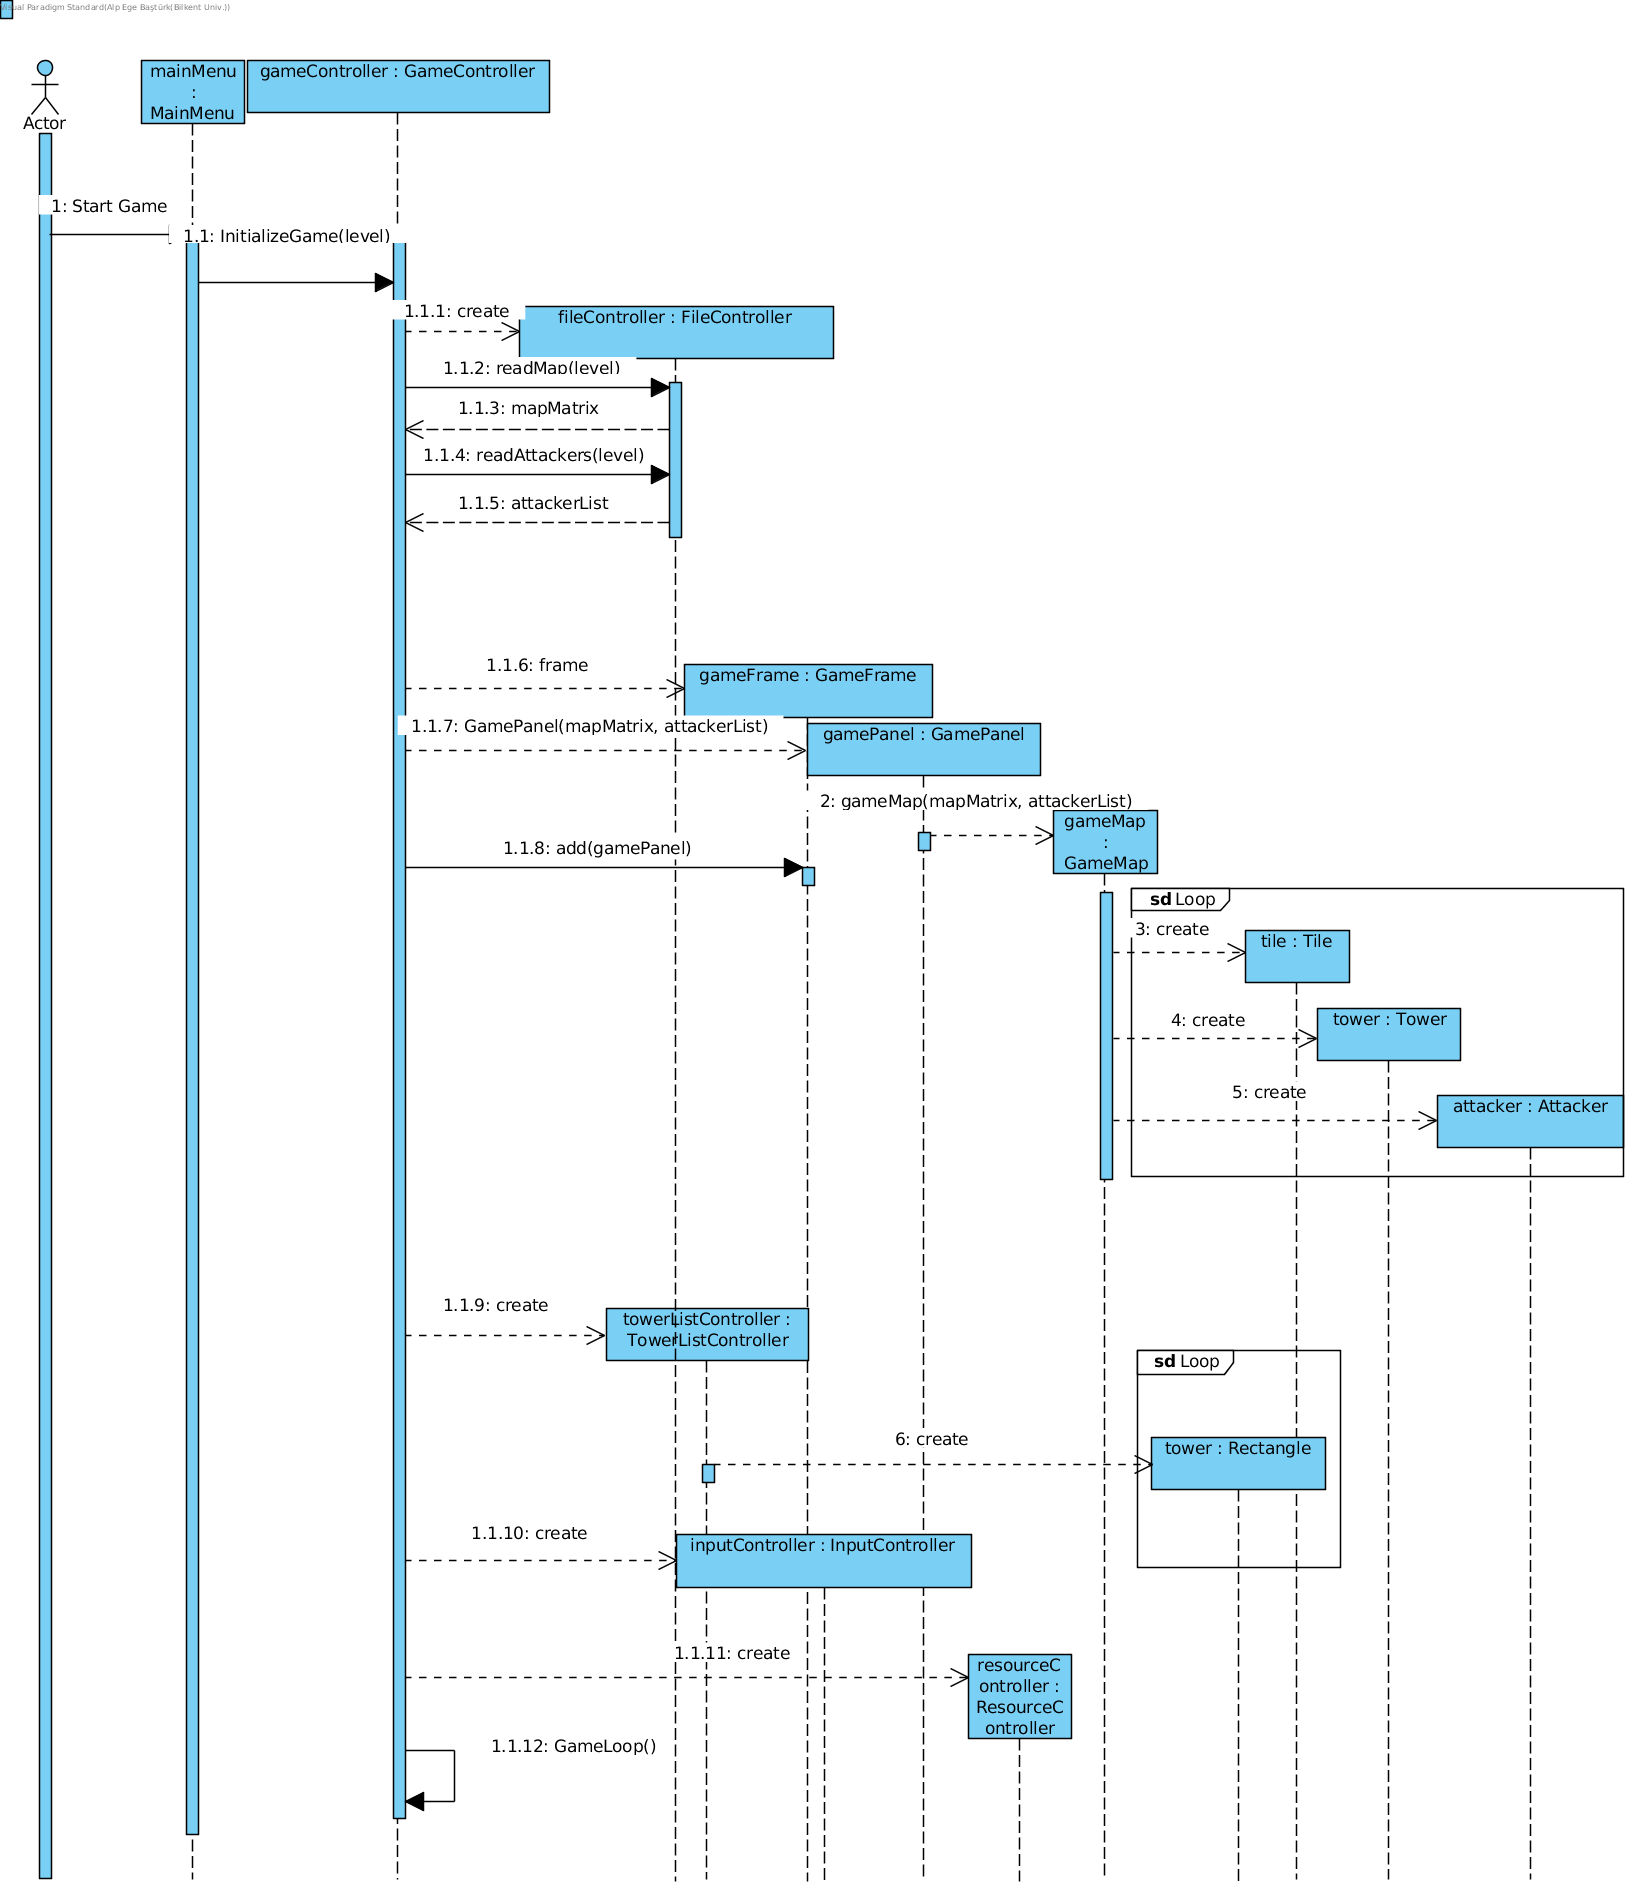 Visual Paradigm Standard(Alp Ege Baştürk(Bilkent Univ.))
Actor
mainMenu
:
MainMenu
gameController : GameController
1: Start Game
1.1: InitializeGame(level)
1.1.1: create
fileController : FileController
1.1.2: readMap(level)
1.1.3: mapMatrix
1.1.4: readAttackers(level)
1.1.5: attackerList
1.1.6: frame
gameFrame : GameFrame
1.1.7: GamePanel(mapMatrix, attackerList)
gamePanel : GamePanel
2: gameMap(mapMatrix, attackerList)
gameMap
:
GameMap
1.1.8: add(gamePanel)
sd Loop
3: create
tile : Tile
4: create
tower : Tower
5: create
attacker : Attacker
1.1.9: create
towerListController :
TowerListController
sd Loop
6: create
tower : Rectangle
1.1.10: create
inputController : InputController
1.1.11: create
resourceC
ontroller :
ResourceC
ontroller
1.1.12: GameLoop()